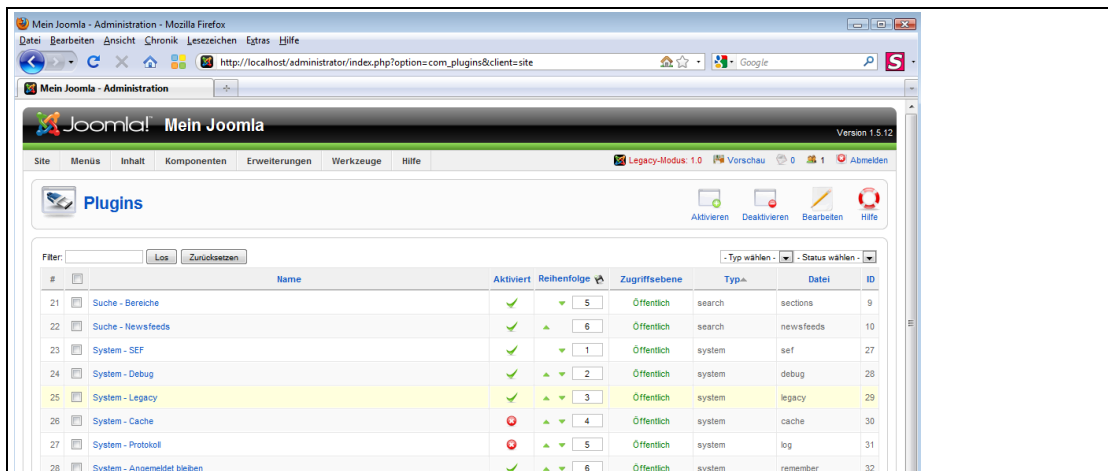 Mein Joomla - Administration - Mozilla Firefox
Datei Bearbeiten Ansicht Chronik Lesezeichen Extras Hilfe
http://localhost/administrator/index.php?option=com_plugins&client=site Google S
Mein Joomla - Administration
Joomla! Mein Joomla
Version 1.5.12
Site Menüs Inhalt Komponenten Erweiterungen Werkzeuge Hilfe Legacy-Modus: 1.0 Vorschau 0 1 Abmelden
Plugins
Aktivieren Deaktivieren Bearbeiten Hilfe
Filter: Los Zurücksetzen - Typ wählen - - Status wählen -
# Name Aktiviert Reihenfolge Zugriffsebene Typ Datei ID
21 Suche - Bereiche 5 Öffentlich search sections 9
22 Suche - Newsfeeds 6 Öffentlich search newsfeeds 10
23 System - SEF 1 Öffentlich system sef 27
24 System - Debug 2 Öffentlich system debug 28
25 System - Legacy 3 Öffentlich system legacy 29
26 System - Cache 4 Öffentlich system cache 30
27 System - Protokoll 5 Öffentlich system log 31
28 System - Angemeldet bleiben 6 Öffentlich system remember 32